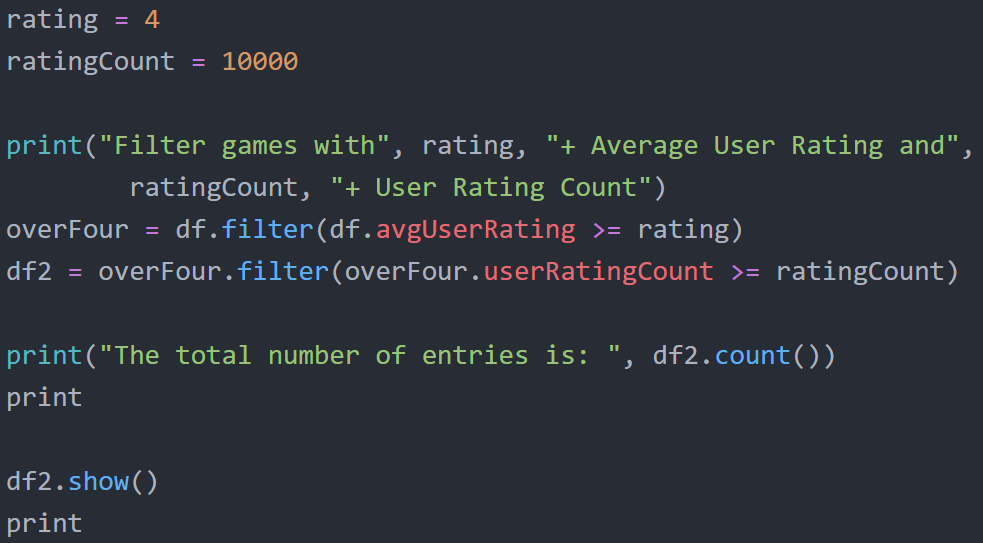 rating = 4
ratingCount = 10000
print("Filter games with", rating, "+ Average User Rating and",
ratingCount, "+ User Rating Count")
overFour = df.filter(df.avgUserRating >= rating)
df2 = overFour.filter(overFour.userRatingCount >= ratingCount)
print("The total number of entries is: ", df2.count())
print
df2.show()
print